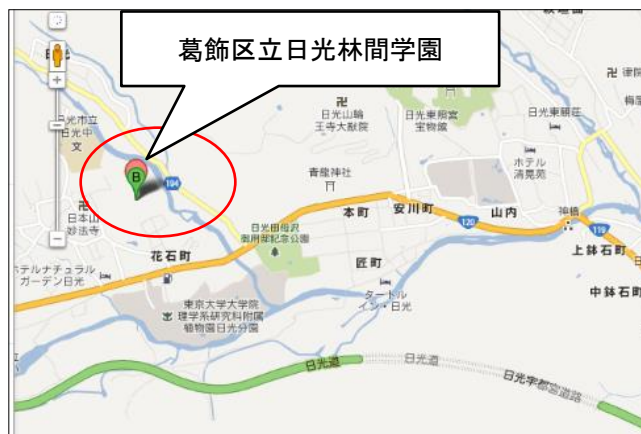 葛飾区立日光林間学園
日光市立
日光中
文
日光山輪
王寺大猷院
日光東照宮
宝物館
日光東観荘
ホテル
清晃苑
青龍神社
B
194
日本山
妙法寺
日光田母沢
御用邸記念公園
本町
安川町
120
山内
神橋
119
上鉢石町
花石町
匠町
ホテルナチュラル
ガーデン日光
タートル
イン・日光
中鉢石町
東京大学大学院
理学系研究科附属
植物園日光分園
日光道
日光道
日光宇都宮道路